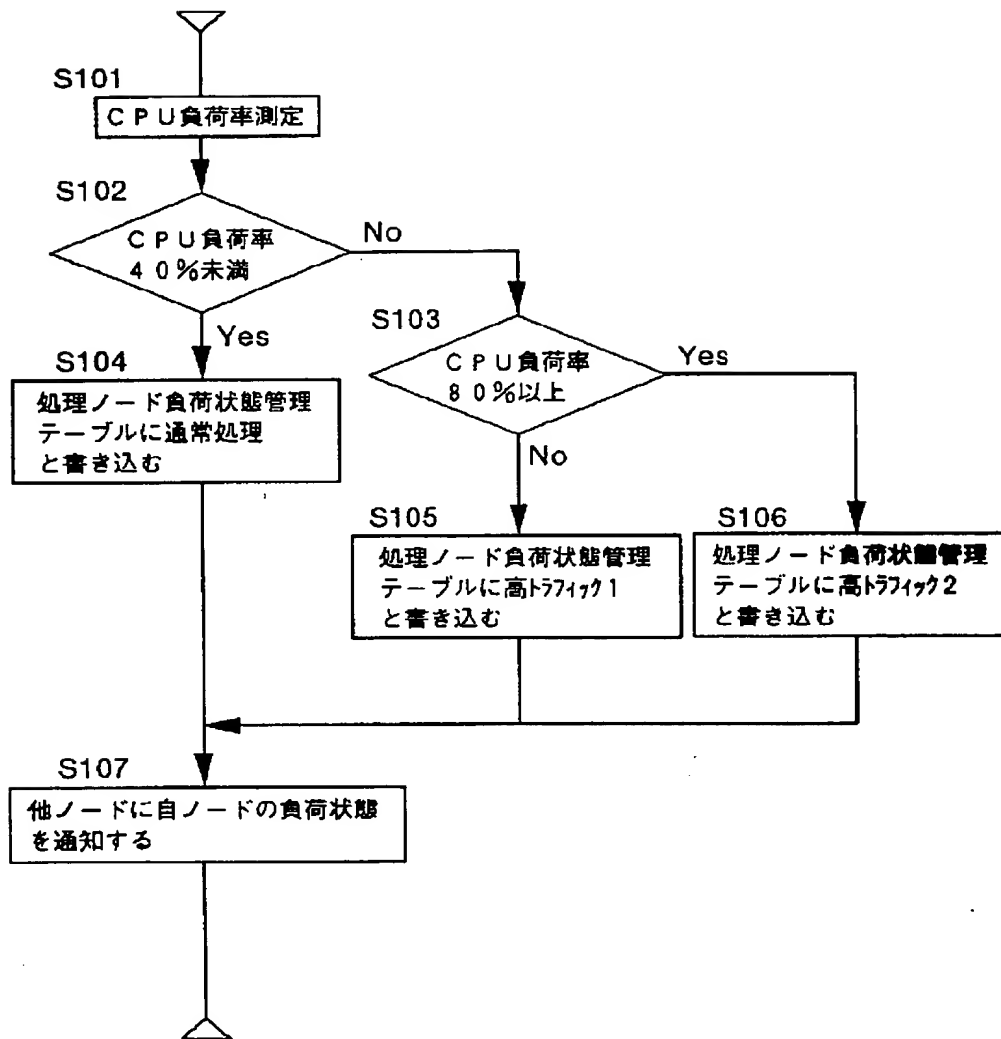 S101
ＣＰＵ負荷率測定
S102
ＣＰＵ負荷率
４０％未満
No
Yes
S103
ＣＰＵ負荷率
８０％以上
Yes
No
S104
処理ノード負荷状態管理
テーブルに通常処理
と書き込む
S105
処理ノード負荷状態管理
テーブルに高ﾄﾗﾌｨｯｸ1
と書き込む
S106
処理ノード負荷状態管理
テーブルに高ﾄﾗﾌｨｯｸ2
と書き込む
S107
他ノードに自ノードの負荷状態
を通知する